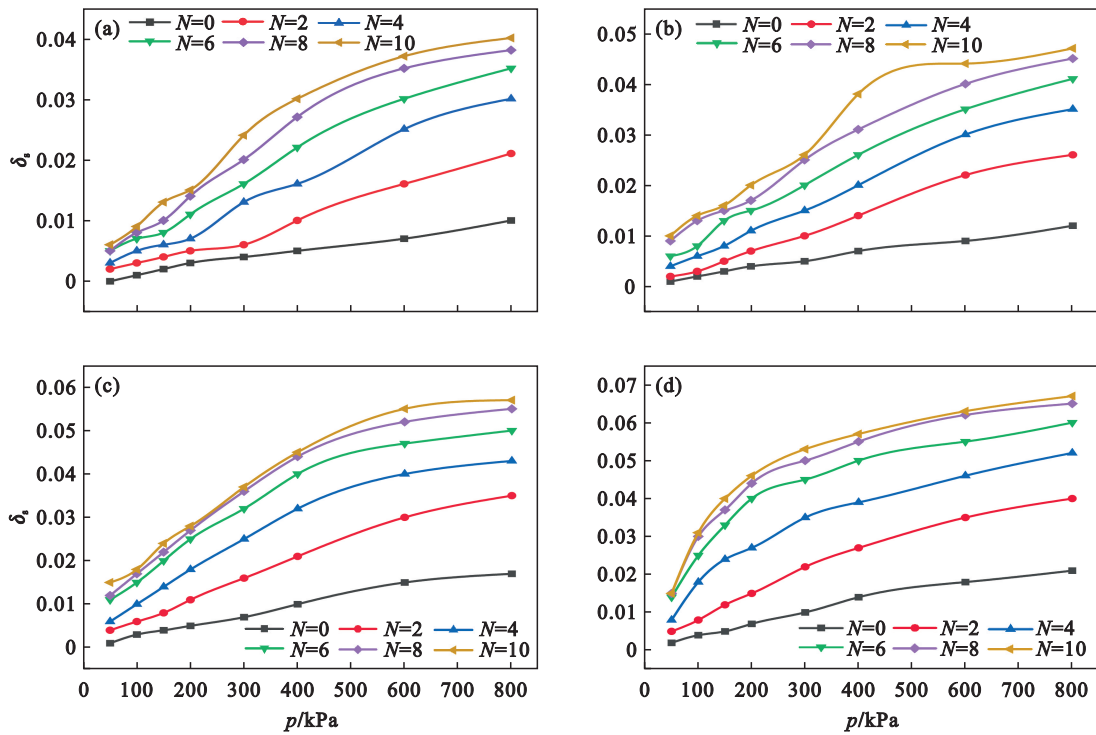 (a) N=0 N=2 N=4
N=6 N=8 N=10
0.04
0.03
0.02
0.01
0
δs
(b) N=0 N=2 N=4
N=6 N=8 N=10
0.05
0.04
0.03
0.02
0.01
0
(c)
0.06
0.05
0.04
0.03
0.02
0.01
0
δs
N=0 N=2 N=4
N=6 N=8 N=10
0 100 200 300 400 500 600 700 800
p/kPa
(d)
0.07
0.06
0.05
0.04
0.03
0.02
0.01
0
N=0 N=2 N=4
N=6 N=8 N=10
0 100 200 300 400 500 600 700 800
p/kPa